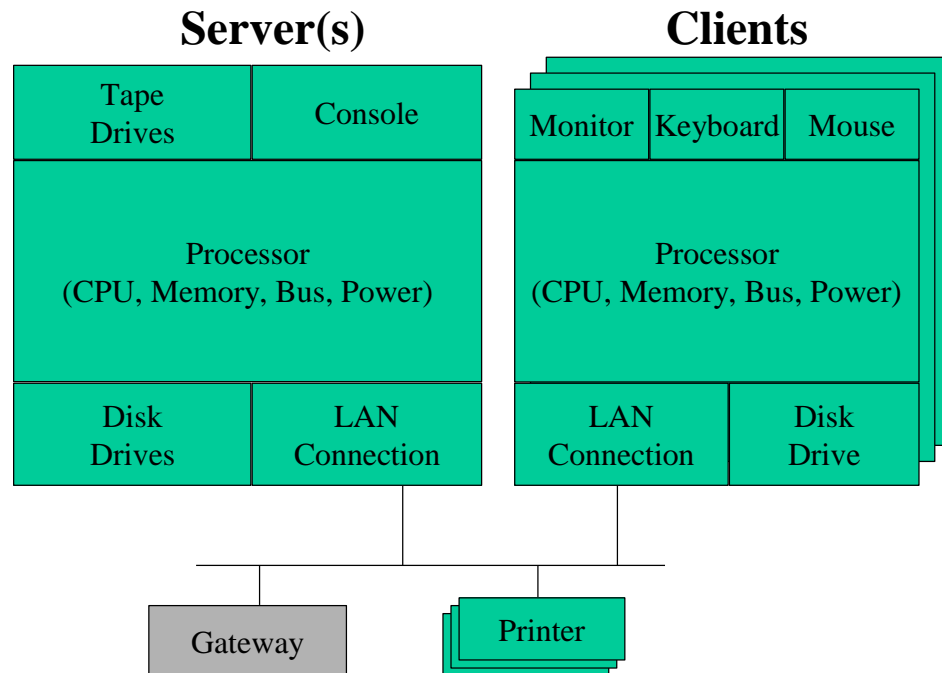 Server(s)
Tape
Drives
Console
Processor
(CPU, Memory, Bus, Power)
Disk
Drives
LAN
Connection
Clients
Monitor
Keyboard
Mouse
Processor
(CPU, Memory, Bus, Power)
LAN
Connection
Disk
Drive
Gateway
Printer